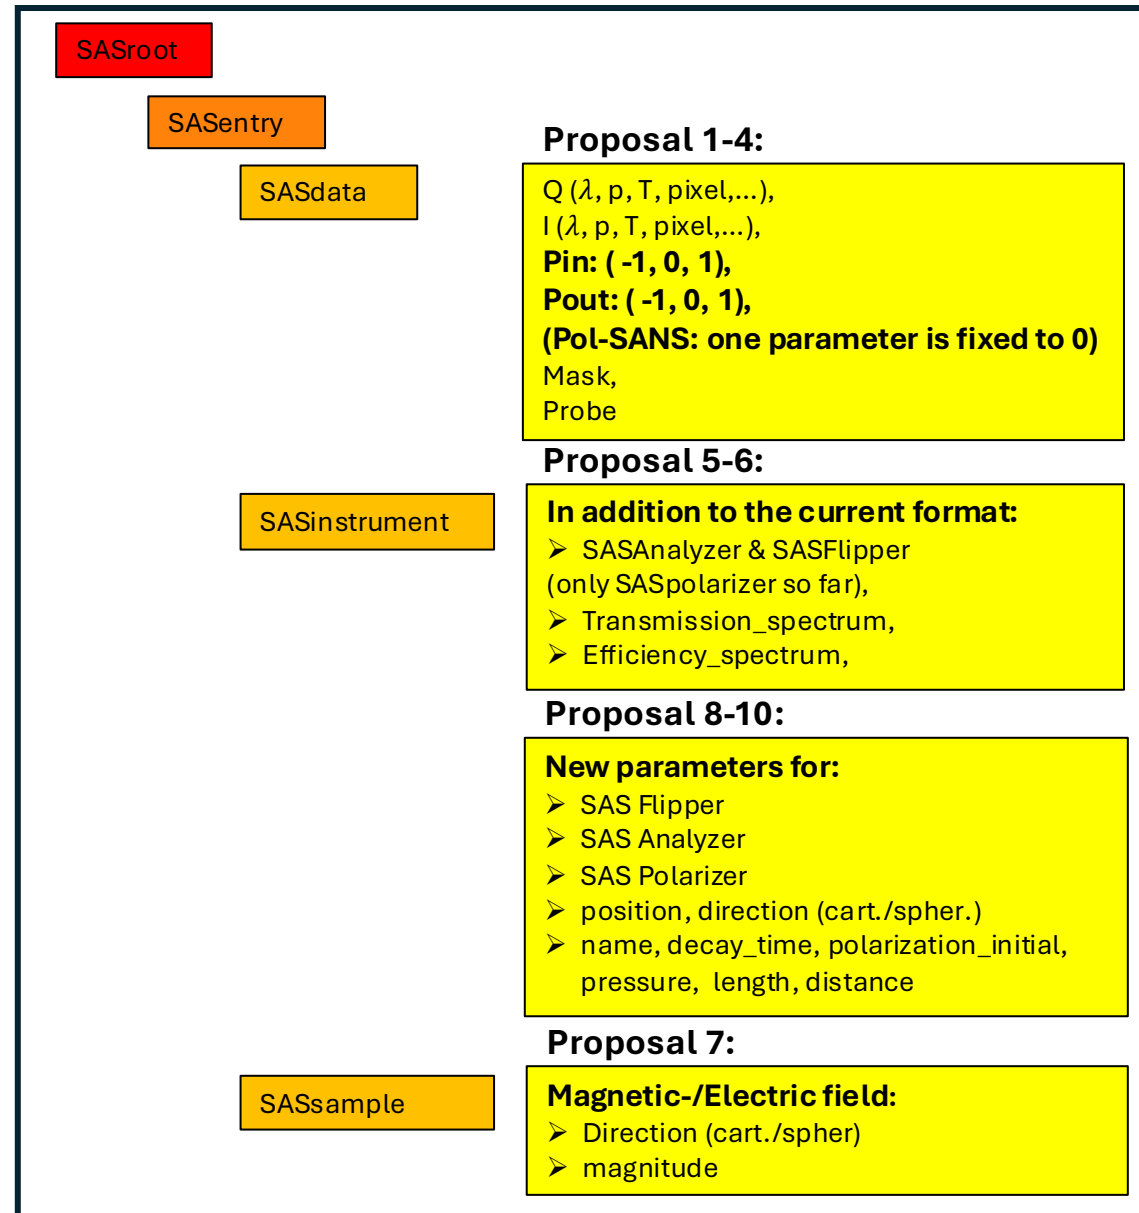 SASroot
SASentry
Proposal 1-4:
SASdata
Q (𝜆, p, T, pixel,...),
I (𝜆, p, T, pixel,...),
Pin: ( -1, 0, 1),
Pout: ( -1, 0, 1),
(Pol-SANS: one parameter is fixed to 0)
Mask,
Probe
Proposal 5-6:
SASinstrument
In addition to the current format:
➢ SASAnalyzer & SASFlipper
(only SASpolarizer so far),
➢ Transmission_spectrum,
➢ Efficiency_spectrum,
Proposal 8-10:
New parameters for:
➢ SAS Flipper
➢ SAS Analyzer
➢ SAS Polarizer
➢ position, direction (cart./spher.)
➢ name, decay_time, polarization_initial,
pressure, length, distance
Proposal 7:
SASsample
Magnetic-/Electric field:
➢ Direction (cart./spher)
➢ magnitude